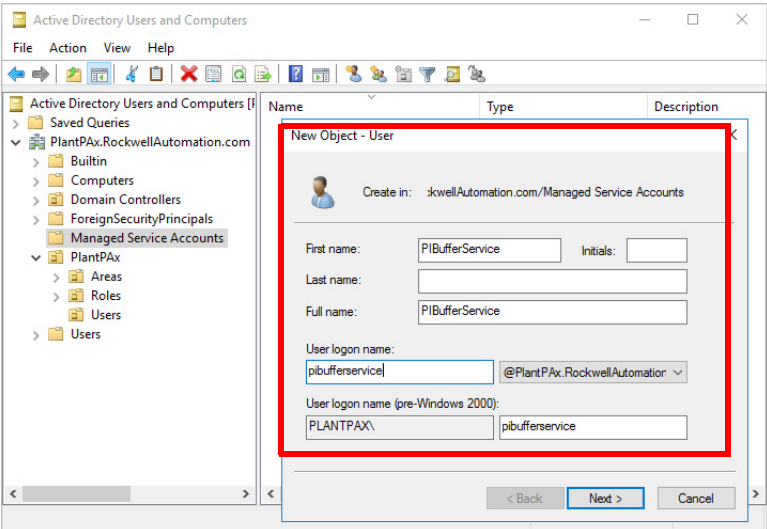 Active Directory Users and Computers
File Action View Help
Active Directory Users and Computers [
Saved Queries
PlantPAx.RockwellAutomation.com
Builtin
Computers
Domain Controllers
ForeignSecurityPrincipals
Managed Service Accounts
PlantPAx
Areas
Roles
Users
Users
Name Type Description
New Object - User
Create in: :kwellAutomation.com/Managed Service Accounts
First name: PIBufferService Initials:
Last name:
Full name: PIBufferService
User logon name:
pibufferservice @PlantPAx.RockwellAutomation
User logon name (pre-Windows 2000):
PLANTPAX\ pibufferservice
< Back Next > Cancel